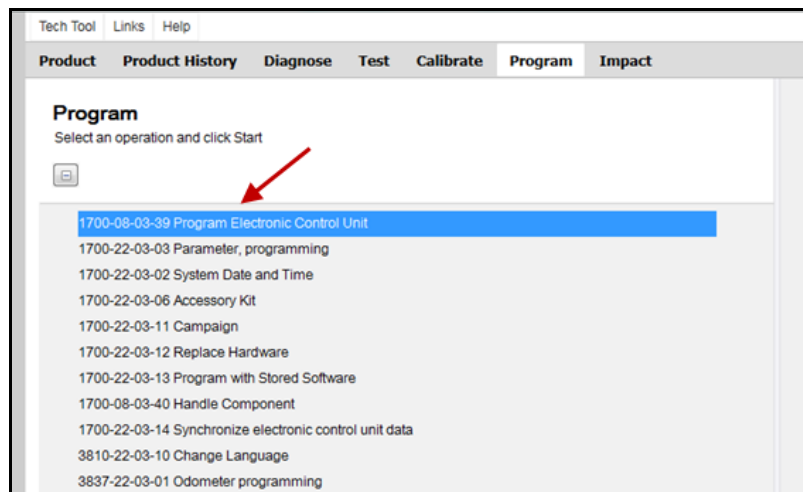 Tech Tool Links Help
Product Product History Diagnose Test Calibrate Program Impact
Program
Select an operation and click Start
1700-08-03-39 Program Electronic Control Unit
1700-22-03-03 Parameter, programming
1700-22-03-02 System Date and Time
1700-22-03-06 Accessory Kit
1700-22-03-11 Campaign
1700-22-03-12 Replace Hardware
1700-22-03-13 Program with Stored Software
1700-08-03-40 Handle Component
1700-22-03-14 Synchronize electronic control unit data
3810-22-03-10 Change Language
3837-22-03-01 Odometer programming